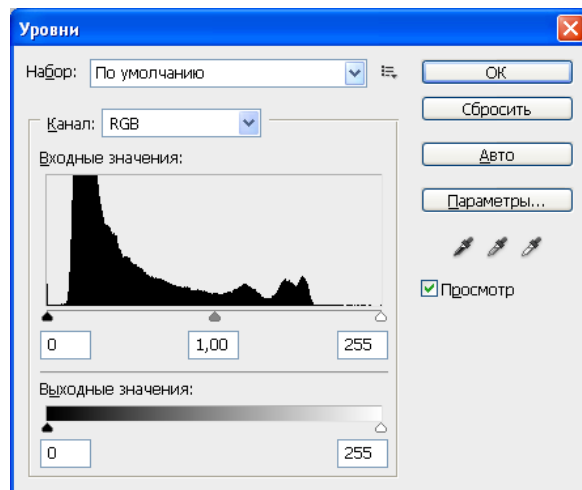 Уровни
Набор: По умолчанию
OK
Сбросить
Канал: RGB
Авто
Входные значения:
Параметры...
Просмотр
0 1,00 255
Выходные значения:
0 255